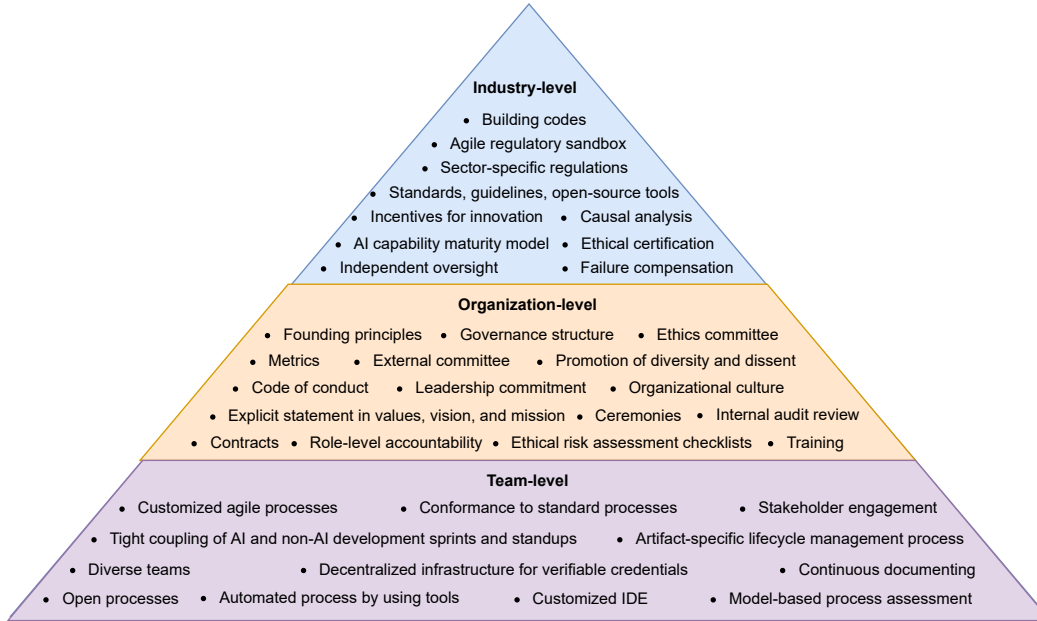 Industry-level
• Building codes
• Agile regulatory sandbox
• Sector-specific regulations
• Standards, guidelines, open-source tools
• Incentives for innovation • Causal analysis
• AI capability maturity model • Ethical certification
• Independent oversight • Failure compensation
Organization-level
• Founding principles • Governance structure • Ethics committee
• Metrics • External committee • Promotion of diversity and dissent
• Code of conduct • Leadership commitment • Organizational culture
• Explicit statement in values, vision, and mission • Ceremonies • Internal audit review
• Contracts • Role-level accountability • Ethical risk assessment checklists • Training
Team-level
• Customized agile processes • Conformance to standard processes • Stakeholder engagement
• Tight coupling of AI and non-AI development sprints and standups • Artifact-specific lifecycle management process
• Diverse teams • Decentralized infrastructure for verifiable credentials • Continuous documenting
• Open processes • Automated process by using tools • Customized IDE • Model-based process assessment